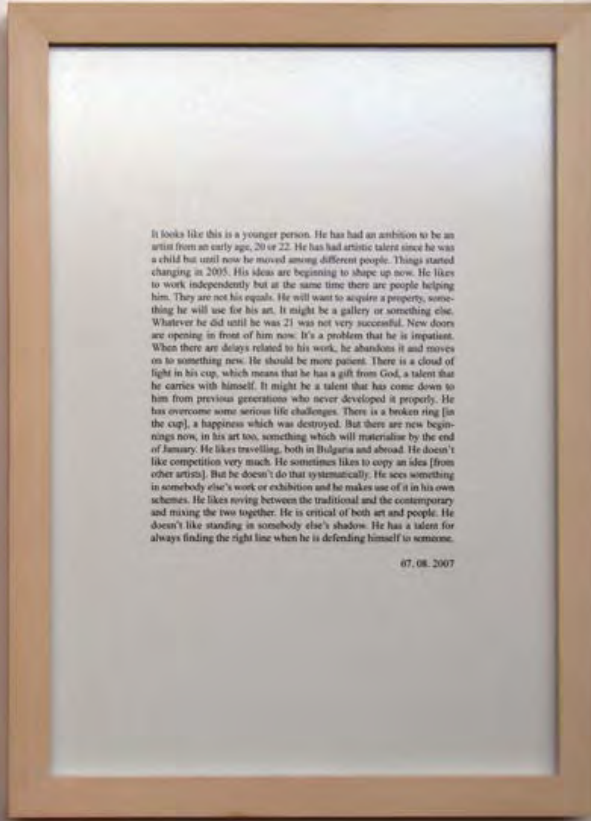 It looks like this is a younger person. He has had an ambition to be an
artist from an early age, 20 or 22. He has had artistic talent since he was
a child but until now he moved among different people. Things started
changing in 2005. His ideas are beginning to shape up now. He likes
to work independently but at the same time there are people helping
him. They are not his equals. He will want to acquire a property, some-
thing he will use for his art. It might be a gallery or something else.
Whatever he did until he was 21 was not very successful. New doors
are opening in front of him now. It's a problem that he is impatient.
When there are delays related to his work, he abandons it and moves
on to something new. He should be more patient. There is a cloud of
light in his cup, which means that he has a gift from God, a talent that
he carries with himself. It might be a talent that has come down to
him from previous generations who never developed it properly. He
has overcome some serious life challenges. There is a broken ring [in
the cup], a happiness which was destroyed. But there are new begin-
nings now, in his art too, something which will materialise by the end
of January. He likes travelling, both in Bulgaria and abroad. He doesn't
like competition very much. He sometimes likes to copy an idea [from
other artists]. But he doesn't do that systematically. He sees something
in somebody else's work or exhibition and he makes use of it in his own
schemes. He likes roving between the traditional and the contemporary
and mixing the two together. He is critical of both art and people. He
doesn't like standing in somebody else's shadow. He has a talent for
always finding the right line when he is defending himself to someone.
07. 08. 2007